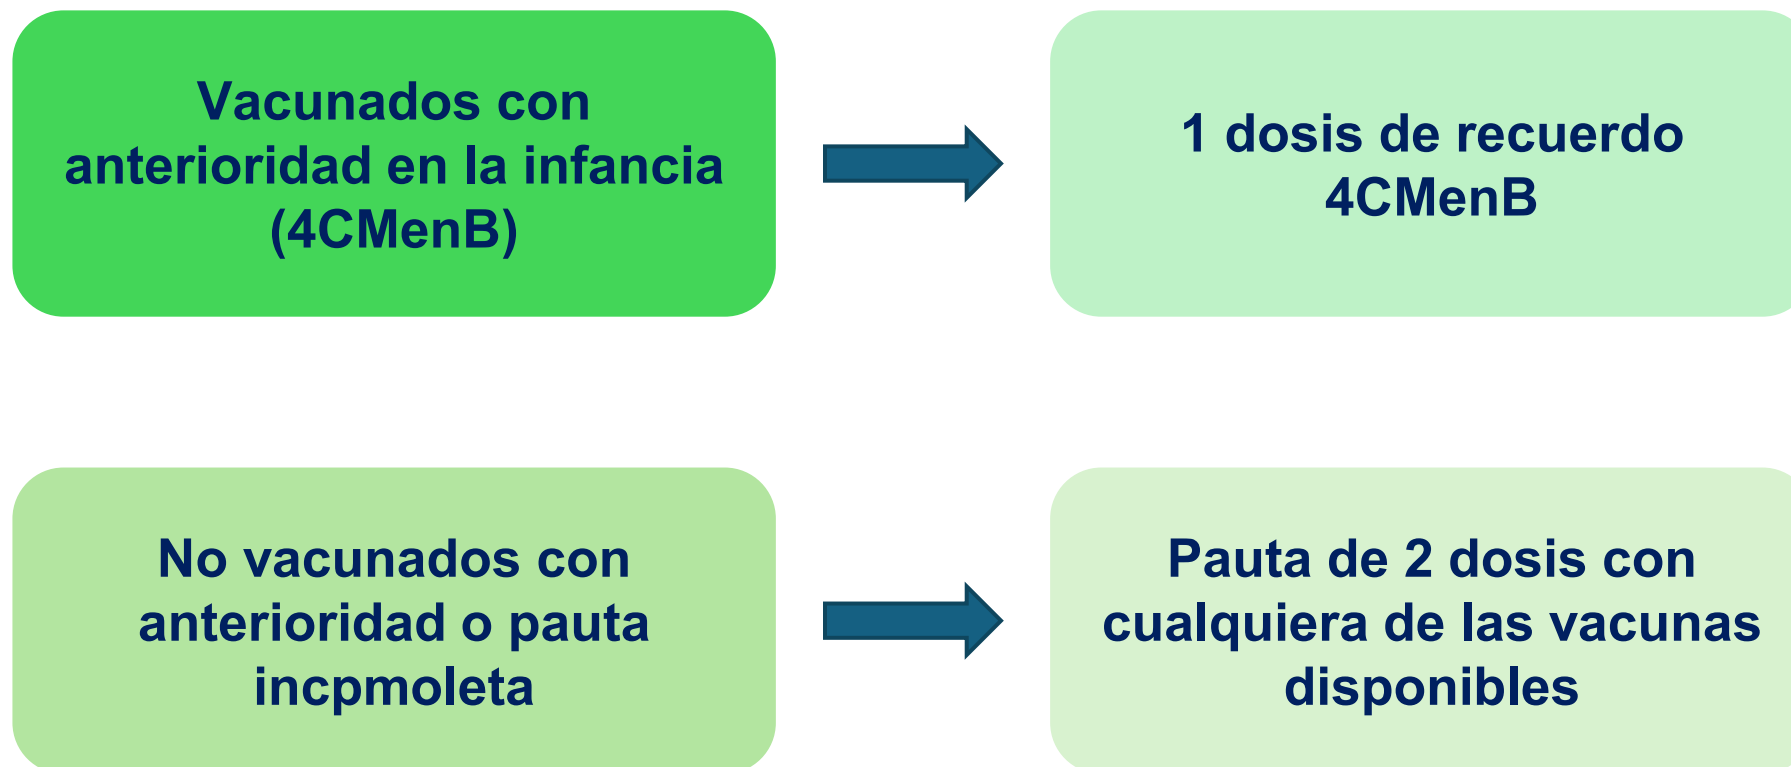 Vacunados con
anterioridad en la infancia
(4CMenB)
1 dosis de recuerdo
4CMenB
No vacunados con
anterioridad o pauta
incpmoleta
Pauta de 2 dosis con
cualquiera de las vacunas
disponibles